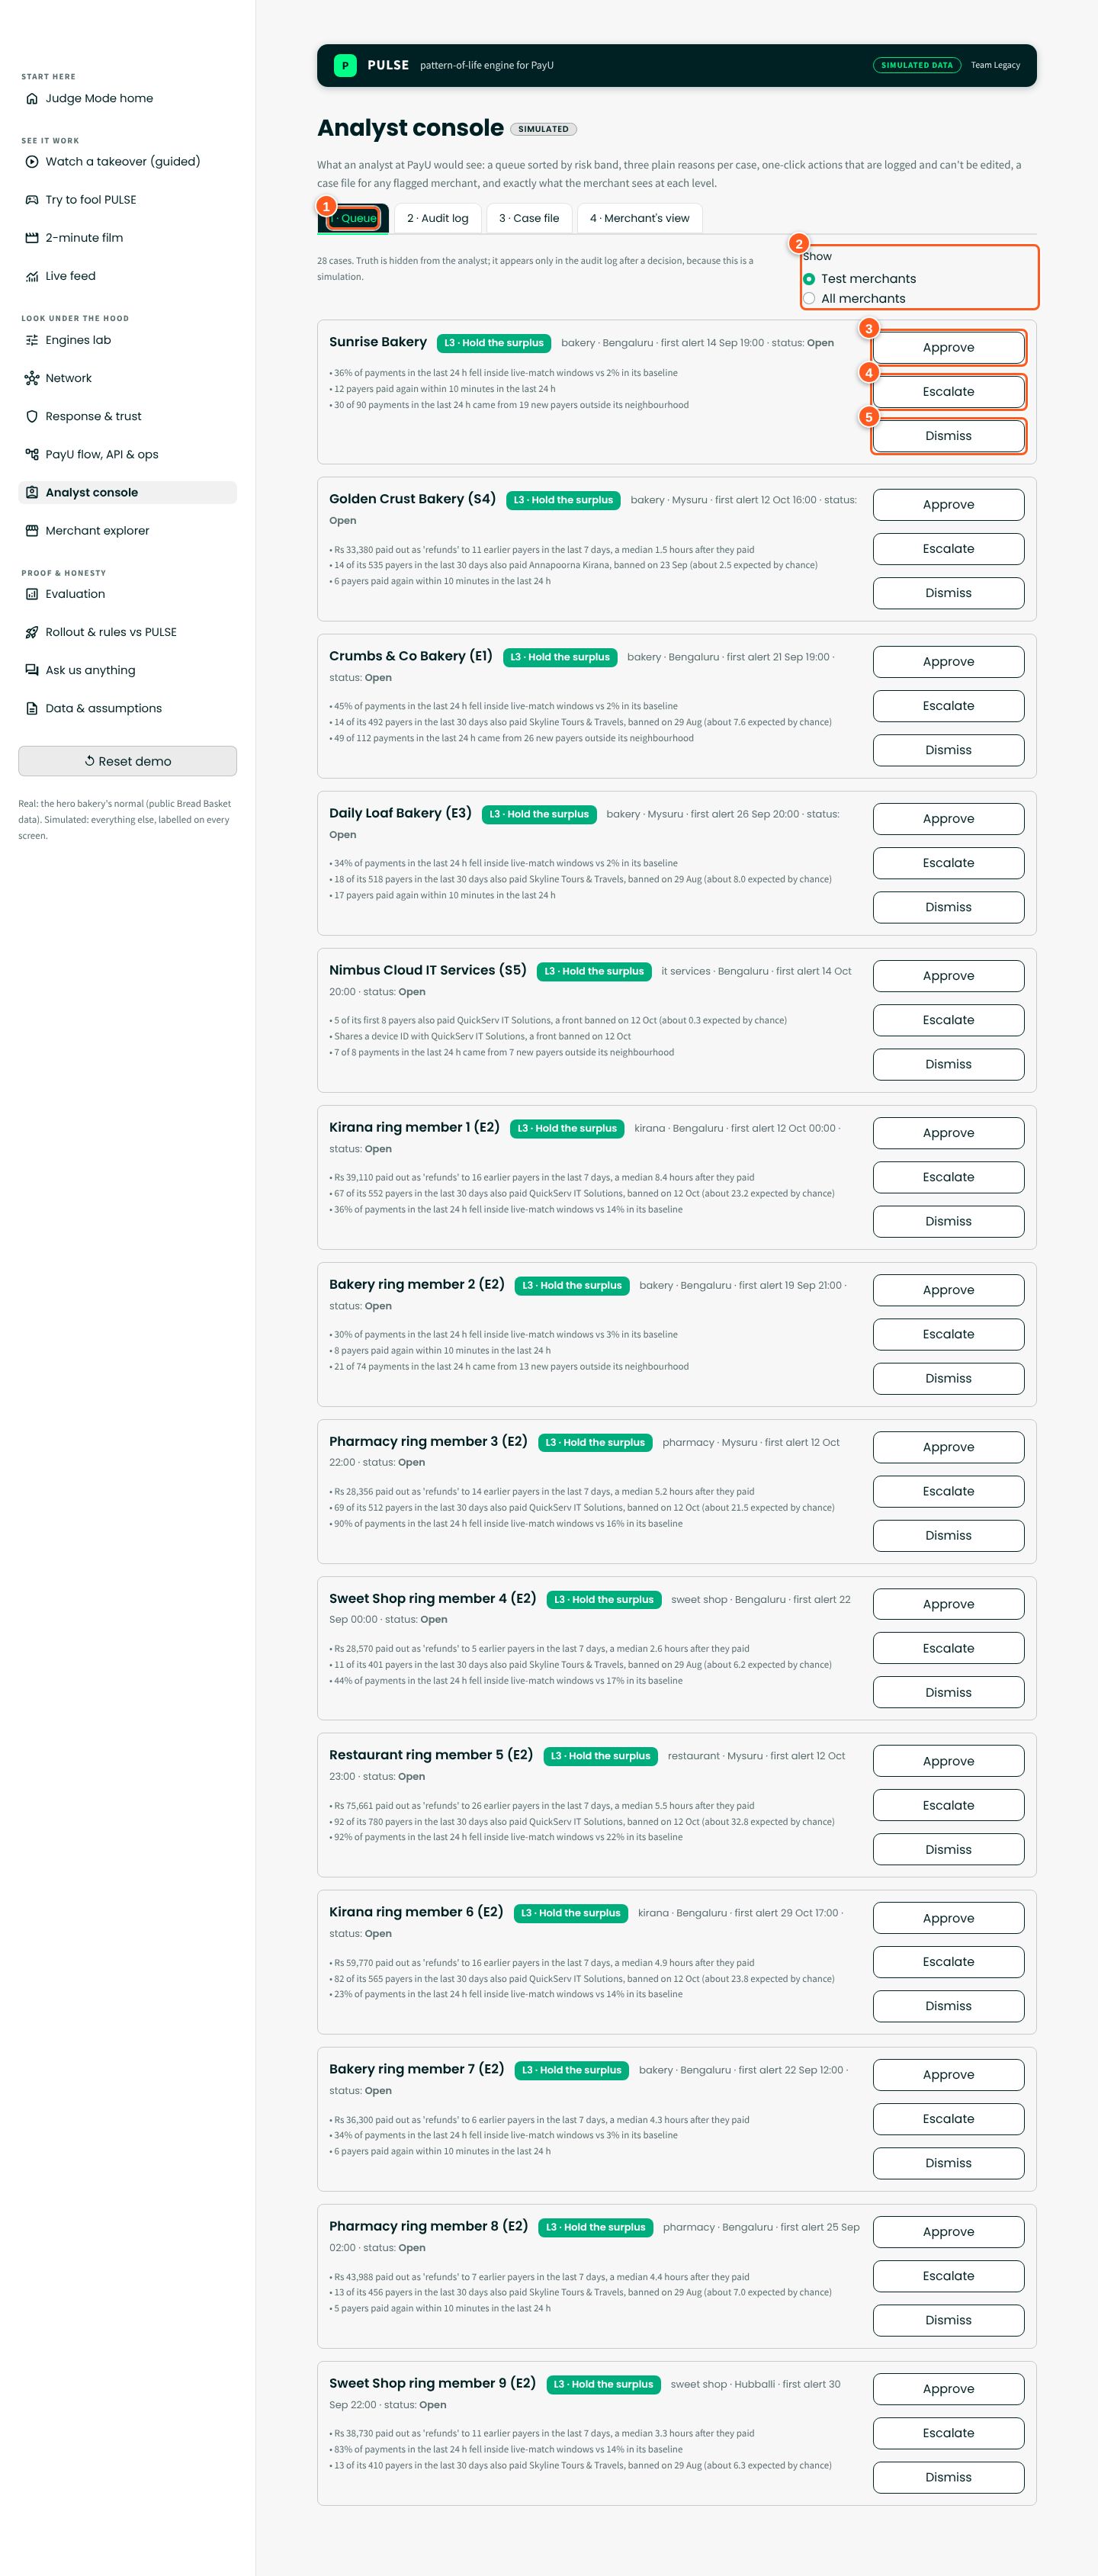 START HERE
Judge Mode home
SEE IT WORK
Watch a takeover (guided)
Try to fool PULSE
2-minute film
Live feed
LOOK UNDER THE HOOD
Engines lab
Network
Response & trust
PayU flow, API & ops
Analyst console
Merchant explorer
PROOF & HONESTY
Evaluation
Rollout & rules vs PULSE
Ask us anything
Data & assumptions
Reset demo
Real: the hero bakery's normal (public Bread Basket
data). Simulated: everything else, labelled on every
screen.
P PULSE pattern-of-life engine for PayU SIMULATED DATA Team Legacy
Analyst console SIMULATED
What an analyst at PayU would see: a queue sorted by risk band, three plain reasons per case, one-click actions that are logged and can't be edited, a
case file for any flagged merchant, and exactly what the merchant sees at each level.
1
· Queue 2 · Audit log 3 · Case file 4 · Merchant's view
28 cases. Truth is hidden from the analyst; it appears only in the audit log after a decision, because this is a
simulation.
2
Show
Test merchants
All merchants
Sunrise Bakery L3 · Hold the surplus bakery · Bengaluru · first alert 14 Sep 19:00 · status: Open
• 36% of payments in the last 24 h fell inside live-match windows vs 2% in its baseline
• 12 payers paid again within 10 minutes in the last 24 h
• 30 of 90 payments in the last 24 h came from 19 new payers outside its neighbourhood
3
Approve
4
Escalate
5
Dismiss
Golden Crust Bakery (S4) L3 · Hold the surplus bakery · Mysuru · first alert 12 Oct 16:00 · status:
Open
• Rs 33,380 paid out as 'refunds' to 11 earlier payers in the last 7 days, a median 1.5 hours after they paid
• 14 of its 535 payers in the last 30 days also paid Annapoorna Kirana, banned on 23 Sep (about 2.5 expected by chance)
• 6 payers paid again within 10 minutes in the last 24 h
Approve
Escalate
Dismiss
Crumbs & Co Bakery (E1) L3 · Hold the surplus bakery · Bengaluru · first alert 21 Sep 19:00 ·
status: Open
• 45% of payments in the last 24 h fell inside live-match windows vs 2% in its baseline
• 14 of its 492 payers in the last 30 days also paid Skyline Tours & Travels, banned on 29 Aug (about 7.6 expected by chance)
• 49 of 112 payments in the last 24 h came from 26 new payers outside its neighbourhood
Approve
Escalate
Dismiss
Daily Loaf Bakery (E3) L3 · Hold the surplus bakery · Mysuru · first alert 26 Sep 20:00 · status:
Open
• 34% of payments in the last 24 h fell inside live-match windows vs 2% in its baseline
• 18 of its 518 payers in the last 30 days also paid Skyline Tours & Travels, banned on 29 Aug (about 8.0 expected by chance)
• 17 payers paid again within 10 minutes in the last 24 h
Approve
Escalate
Dismiss
Nimbus Cloud IT Services (S5) L3 · Hold the surplus it services · Bengaluru · first alert 14 Oct
20:00 · status: Open
• 5 of its first 8 payers also paid QuickServ IT Solutions, a front banned on 12 Oct (about 0.3 expected by chance)
• Shares a device ID with QuickServ IT Solutions, a front banned on 12 Oct
• 7 of 8 payments in the last 24 h came from 7 new payers outside its neighbourhood
Approve
Escalate
Dismiss
Kirana ring member 1 (E2) L3 · Hold the surplus kirana · Bengaluru · first alert 12 Oct 00:00 ·
status: Open
• Rs 39,110 paid out as 'refunds' to 16 earlier payers in the last 7 days, a median 8.4 hours after they paid
• 67 of its 552 payers in the last 30 days also paid QuickServ IT Solutions, banned on 12 Oct (about 23.2 expected by chance)
• 36% of payments in the last 24 h fell inside live-match windows vs 14% in its baseline
Approve
Escalate
Dismiss
Bakery ring member 2 (E2) L3 · Hold the surplus bakery · Bengaluru · first alert 19 Sep 21:00 ·
status: Open
• 30% of payments in the last 24 h fell inside live-match windows vs 3% in its baseline
• 8 payers paid again within 10 minutes in the last 24 h
• 21 of 74 payments in the last 24 h came from 13 new payers outside its neighbourhood
Approve
Escalate
Dismiss
Pharmacy ring member 3 (E2) L3 · Hold the surplus pharmacy · Mysuru · first alert 12 Oct
22:00 · status: Open
• Rs 28,356 paid out as 'refunds' to 14 earlier payers in the last 7 days, a median 5.2 hours after they paid
• 69 of its 512 payers in the last 30 days also paid QuickServ IT Solutions, banned on 12 Oct (about 21.5 expected by chance)
• 90% of payments in the last 24 h fell inside live-match windows vs 16% in its baseline
Approve
Escalate
Dismiss
Sweet Shop ring member 4 (E2) L3 · Hold the surplus sweet shop · Bengaluru · first alert 22
Sep 00:00 · status: Open
• Rs 28,570 paid out as 'refunds' to 5 earlier payers in the last 7 days, a median 2.6 hours after they paid
• 11 of its 401 payers in the last 30 days also paid Skyline Tours & Travels, banned on 29 Aug (about 6.2 expected by chance)
• 44% of payments in the last 24 h fell inside live-match windows vs 17% in its baseline
Approve
Escalate
Dismiss
Restaurant ring member 5 (E2) L3 · Hold the surplus restaurant · Mysuru · first alert 12 Oct
23:00 · status: Open
• Rs 75,661 paid out as 'refunds' to 26 earlier payers in the last 7 days, a median 5.5 hours after they paid
• 92 of its 780 payers in the last 30 days also paid QuickServ IT Solutions, banned on 12 Oct (about 32.8 expected by chance)
• 92% of payments in the last 24 h fell inside live-match windows vs 22% in its baseline
Approve
Escalate
Dismiss
Kirana ring member 6 (E2) L3 · Hold the surplus kirana · Bengaluru · first alert 29 Oct 17:00 ·
status: Open
• Rs 59,770 paid out as 'refunds' to 16 earlier payers in the last 7 days, a median 4.9 hours after they paid
• 82 of its 565 payers in the last 30 days also paid QuickServ IT Solutions, banned on 12 Oct (about 23.8 expected by chance)
• 23% of payments in the last 24 h fell inside live-match windows vs 14% in its baseline
Approve
Escalate
Dismiss
Bakery ring member 7 (E2) L3 · Hold the surplus bakery · Bengaluru · first alert 22 Sep 12:00 ·
status: Open
• Rs 36,300 paid out as 'refunds' to 6 earlier payers in the last 7 days, a median 4.3 hours after they paid
• 34% of payments in the last 24 h fell inside live-match windows vs 3% in its baseline
• 6 payers paid again within 10 minutes in the last 24 h
Approve
Escalate
Dismiss
Pharmacy ring member 8 (E2) L3 · Hold the surplus pharmacy · Bengaluru · first alert 25 Sep
02:00 · status: Open
• Rs 43,988 paid out as 'refunds' to 7 earlier payers in the last 7 days, a median 4.4 hours after they paid
• 13 of its 456 payers in the last 30 days also paid Skyline Tours & Travels, banned on 29 Aug (about 7.0 expected by chance)
• 5 payers paid again within 10 minutes in the last 24 h
Approve
Escalate
Dismiss
Sweet Shop ring member 9 (E2) L3 · Hold the surplus sweet shop · Hubballi · first alert 30
Sep 22:00 · status: Open
• Rs 38,730 paid out as 'refunds' to 11 earlier payers in the last 7 days, a median 3.3 hours after they paid
• 83% of payments in the last 24 h fell inside live-match windows vs 14% in its baseline
• 13 of its 410 payers in the last 30 days also paid Skyline Tours & Travels, banned on 29 Aug (about 6.3 expected by chance)
Approve
Escalate
Dismiss